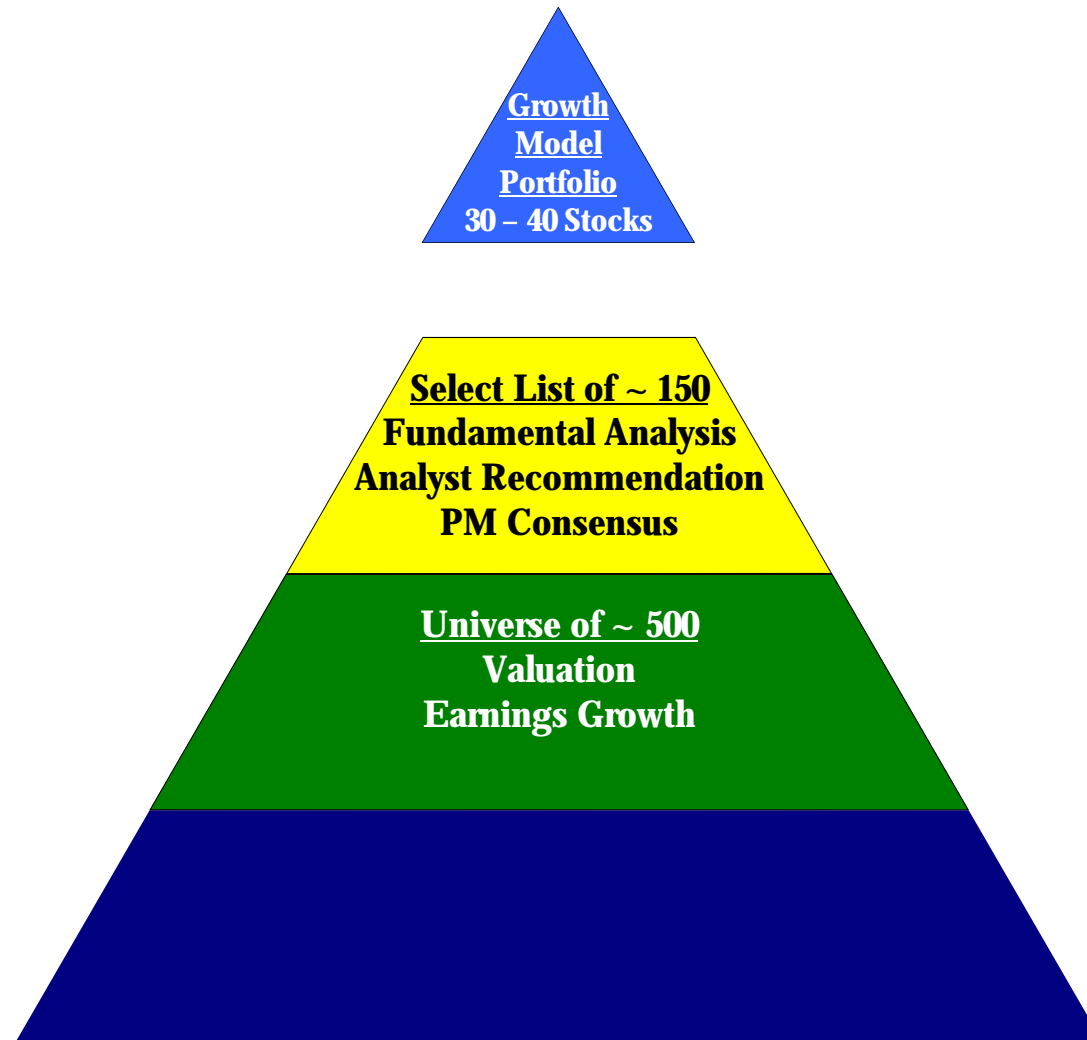 Growth
Model
Portfolio
30 – 40 Stocks
Select List of ~ 150
Fundamental Analysis
Analyst Recommendation
PM Consensus
Universe of ~ 500
Valuation
Earnings Growth